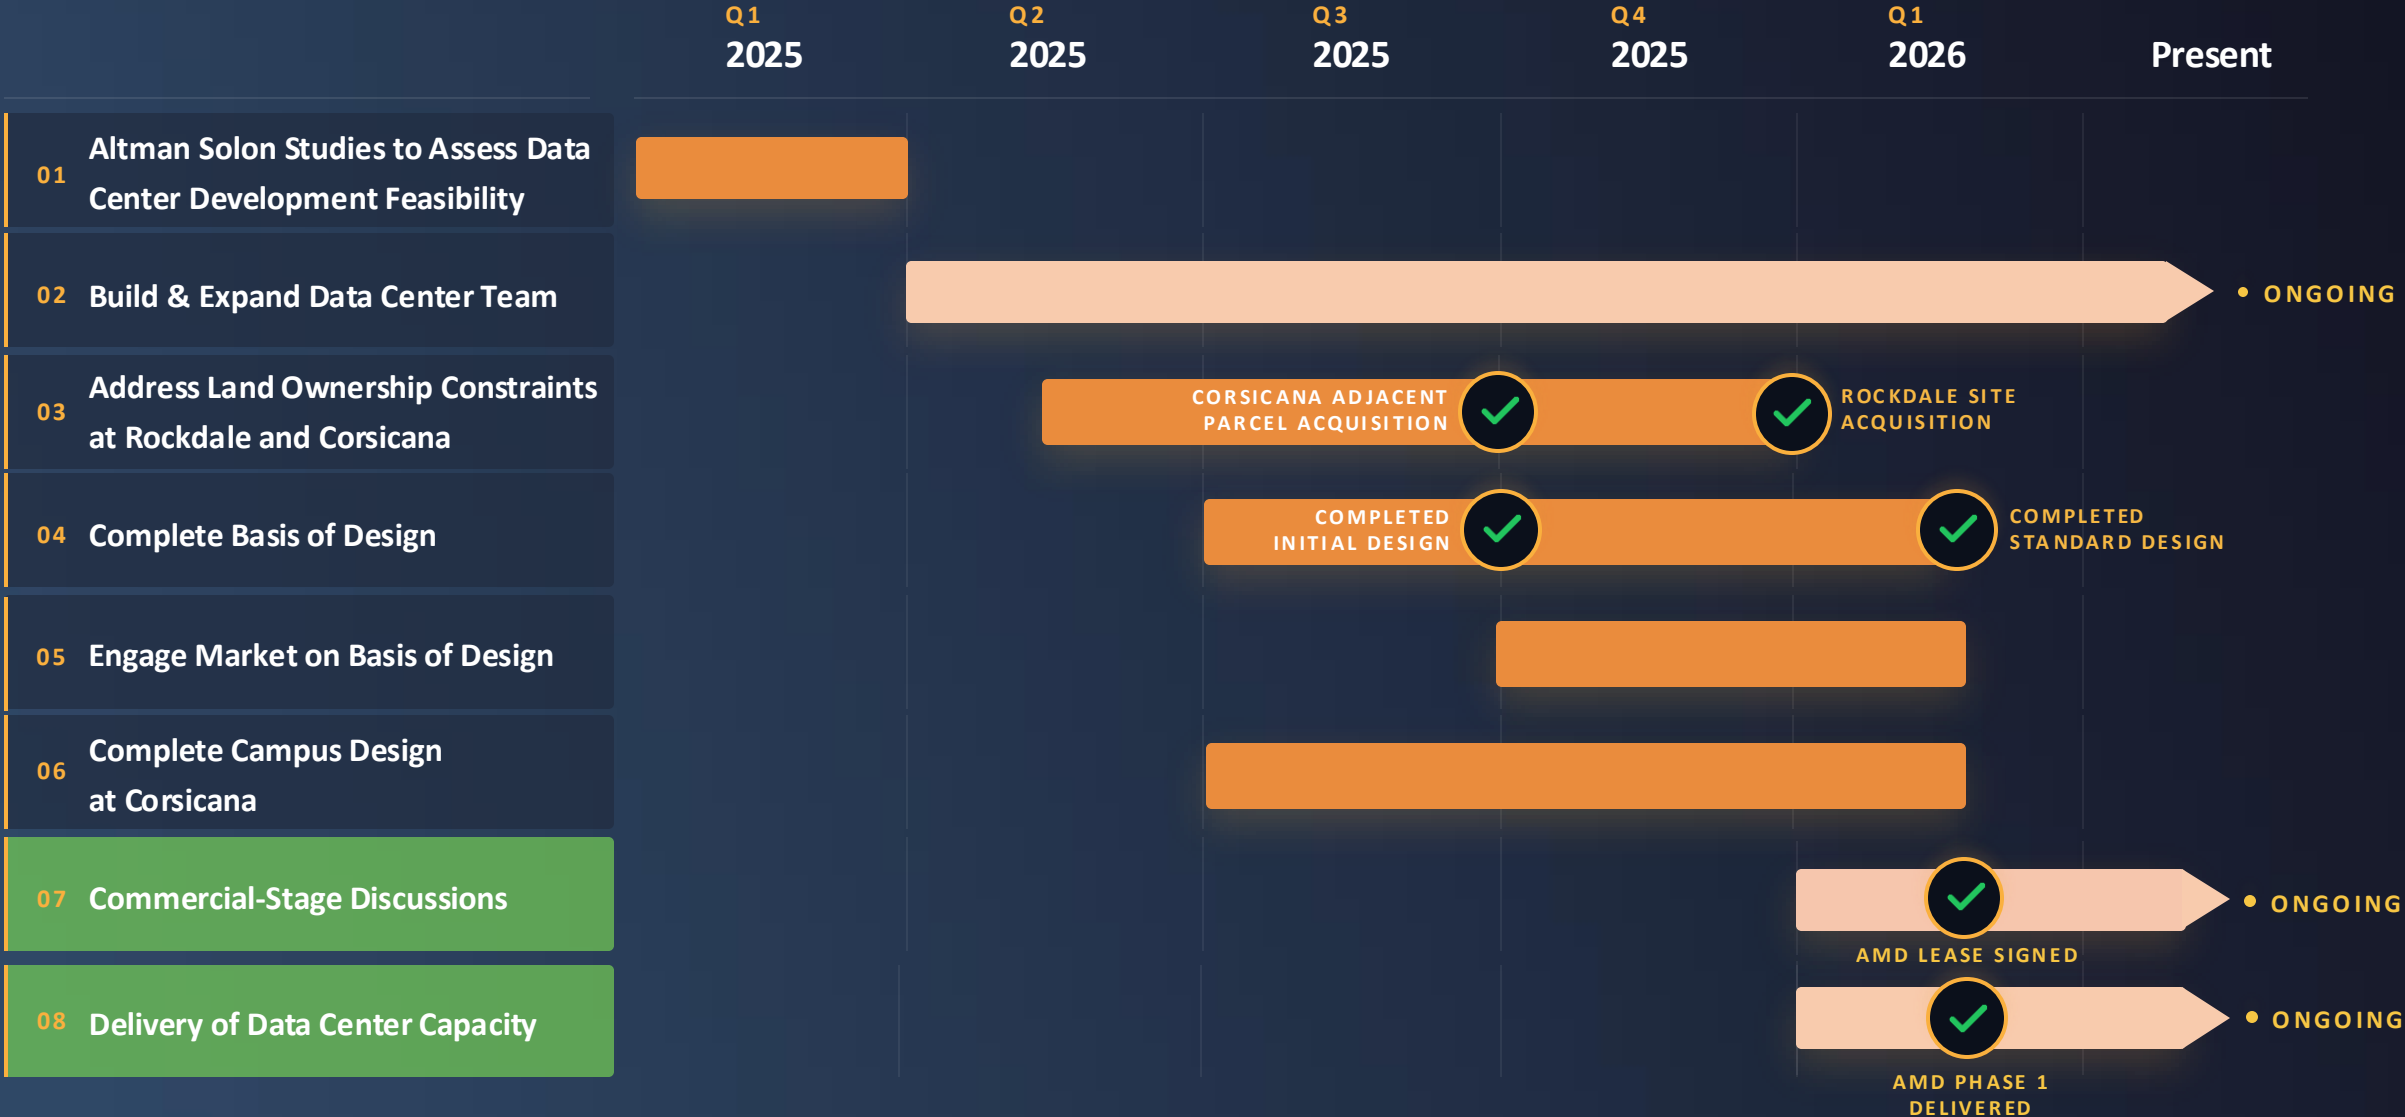 Q1
2025
Q2
2025
Q3
2025
Q4
2025
Q1
2026
Present
01
Altman Solon Studies to Assess Data
Center Development Feasibility
02
Build & Expand Data Center Team
ONGOING
03
Address Land Ownership Constraints
at Rockdale and Corsicana
CORSICANA ADJACENT
PARCEL ACQUISITION
ROCKDALE SITE
ACQUISITION
04
Complete Basis of Design
COMPLETED
INITIAL DESIGN
COMPLETED
STANDARD DESIGN
05
Engage Market on Basis of Design
06
Complete Campus Design
at Corsicana
07
Commercial-Stage Discussions
AMD LEASE SIGNED
ONGOING
08
Delivery of Data Center Capacity
AMD PHASE 1
DELIVERED
ONGOING